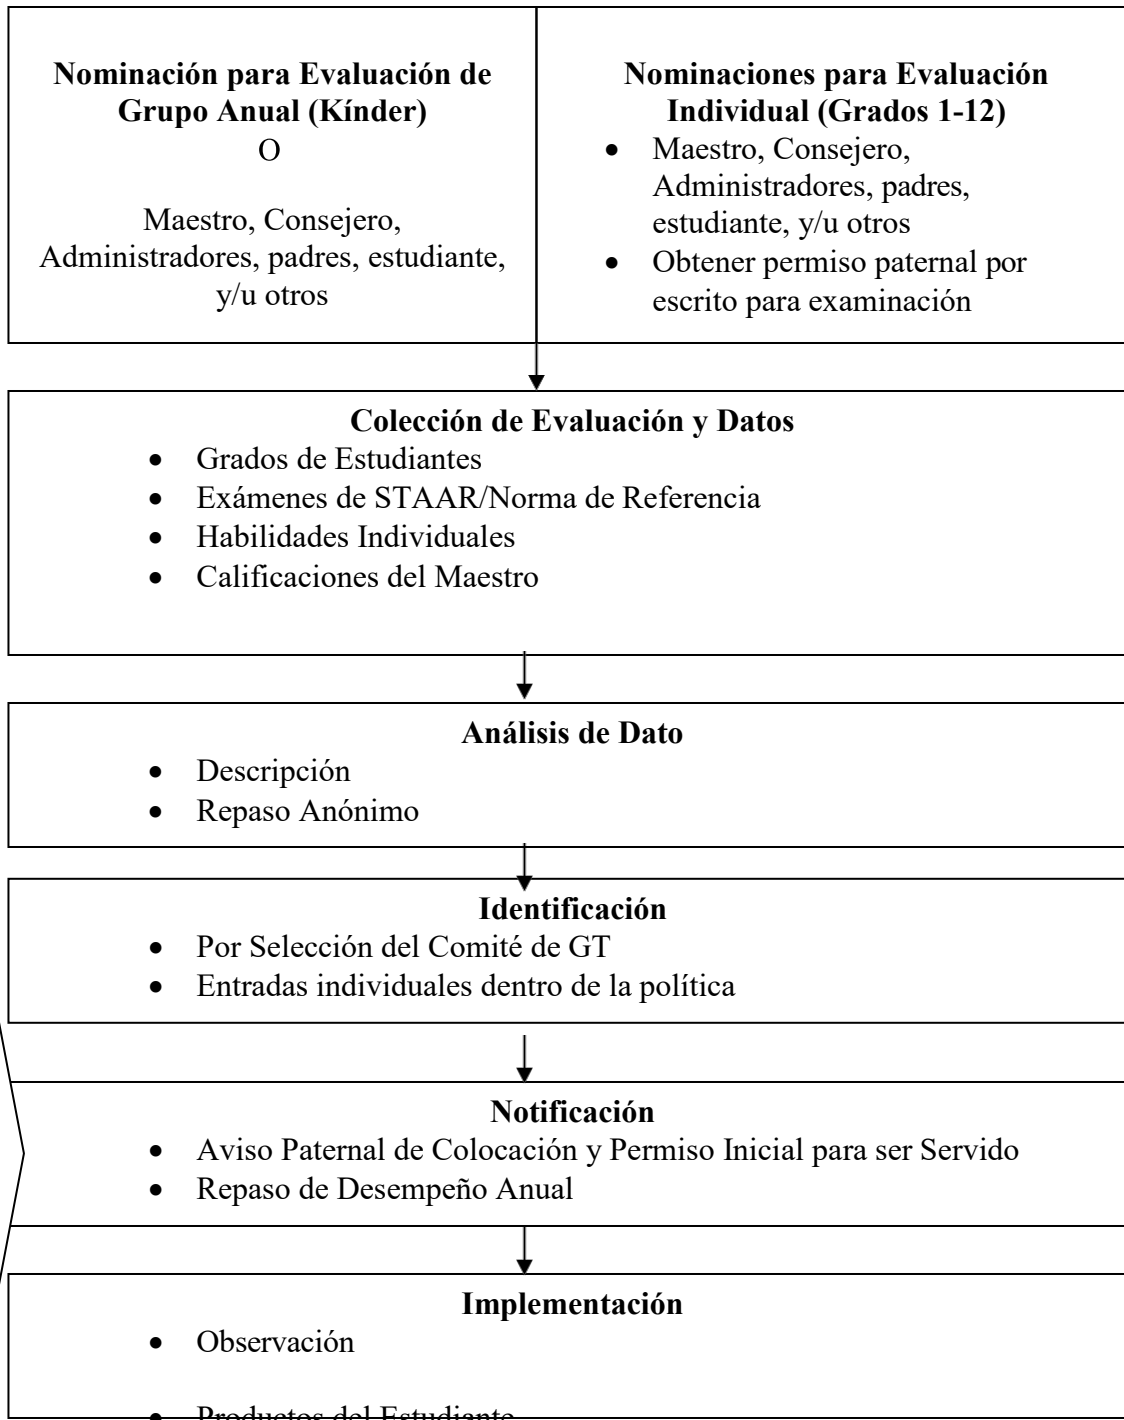 Nominación para Evaluación de
Grupo Anual (Kínder)
O
Maestro, Consejero,
Administradores, padres, estudiante,
y/u otros
Nominaciones para Evaluación
Individual (Grados 1-12)
• Maestro, Consejero,
Administradores, padres,
estudiante, y/u otros
• Obtener permiso paternal por
escrito para examinación
Colección de Evaluación y Datos
• Grados de Estudiantes
• Exámenes de STAAR/Norma de Referencia
• Habilidades Individuales
• Calificaciones del Maestro
Análisis de Dato
• Descripción
• Repaso Anónimo
Identificación
• Por Selección del Comité de GT
• Entradas individuales dentro de la política
Notificación
• Aviso Paternal de Colocación y Permiso Inicial para ser Servido
• Repaso de Desempeño Anual
Implementación
• Observación
• Productos del Estudiante